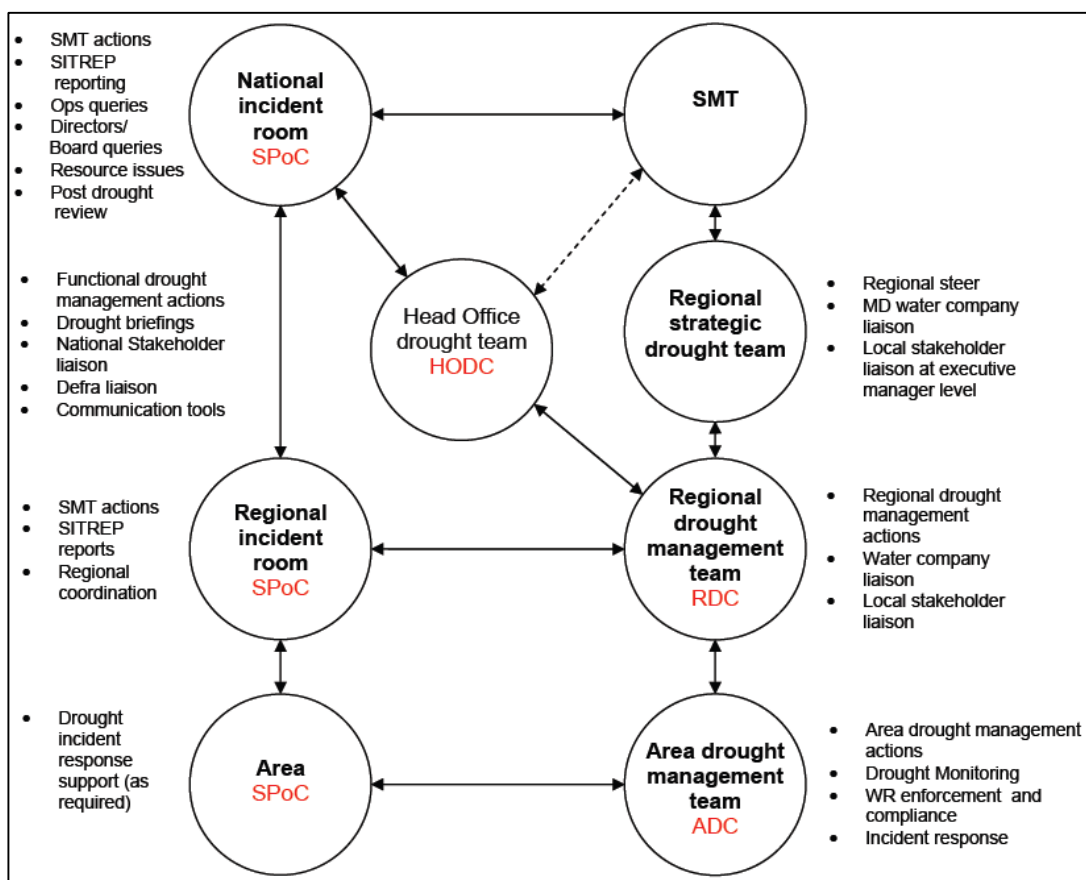 • SMT actions
• SITREP
reporting
• Ops queries
• Directors/
Board queries
• Resource issues
• Post drought
review
National
incident
room
SPoC
SMT
• Functional drought
management actions
• Drought briefings
• National Stakeholder
liaison
• Defra liaison
• Communication tools
Head Office
drought team
HODC
Regional
strategic
drought team
• Regional steer
• MD water company
liaison
• Local stakeholder
liaison at executive
manager level
• SMT actions
• SITREP
reports
• Regional
coordination
Regional
incident
room
SPoC
Regional
drought
management
team
RDC
• Regional drought
management
actions
• Water company
liaison
• Local stakeholder
liaison
• Drought
incident
response
support (as
required)
Area
SPoC
Area drought
management
team
ADC
• Area drought management
actions
• Drought Monitoring
• WR enforcement and
compliance
• Incident response